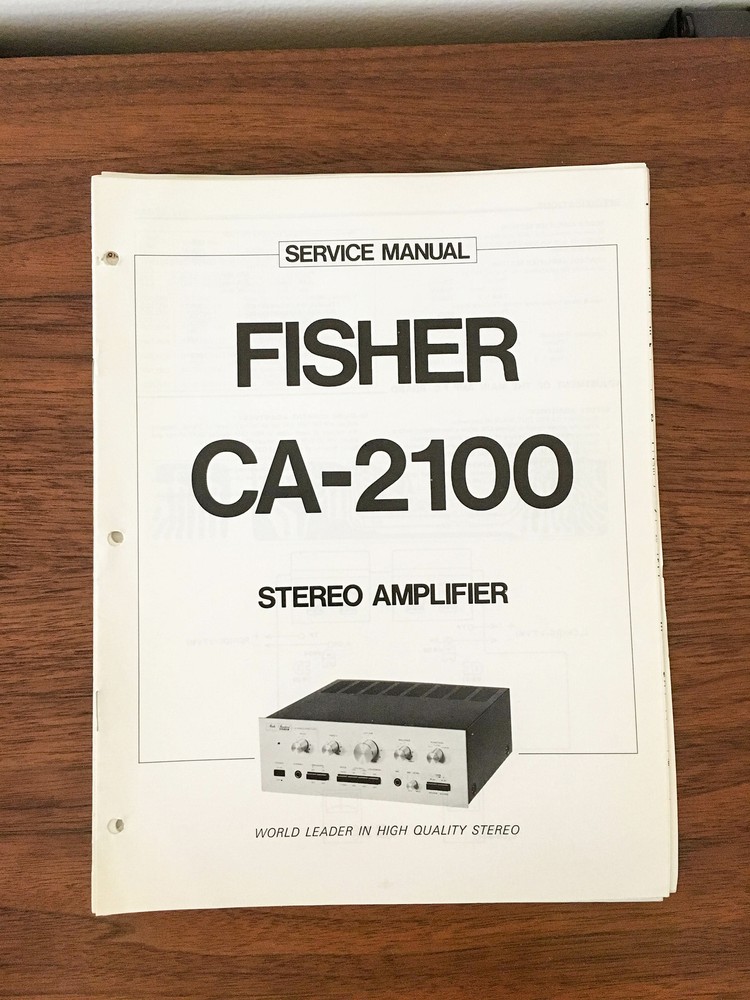 SERVICE MANUAL
FISHER
CA-2100
STEREO AMPLIFIER
WORLD LEADER IN HIGH QUALITY STEREO